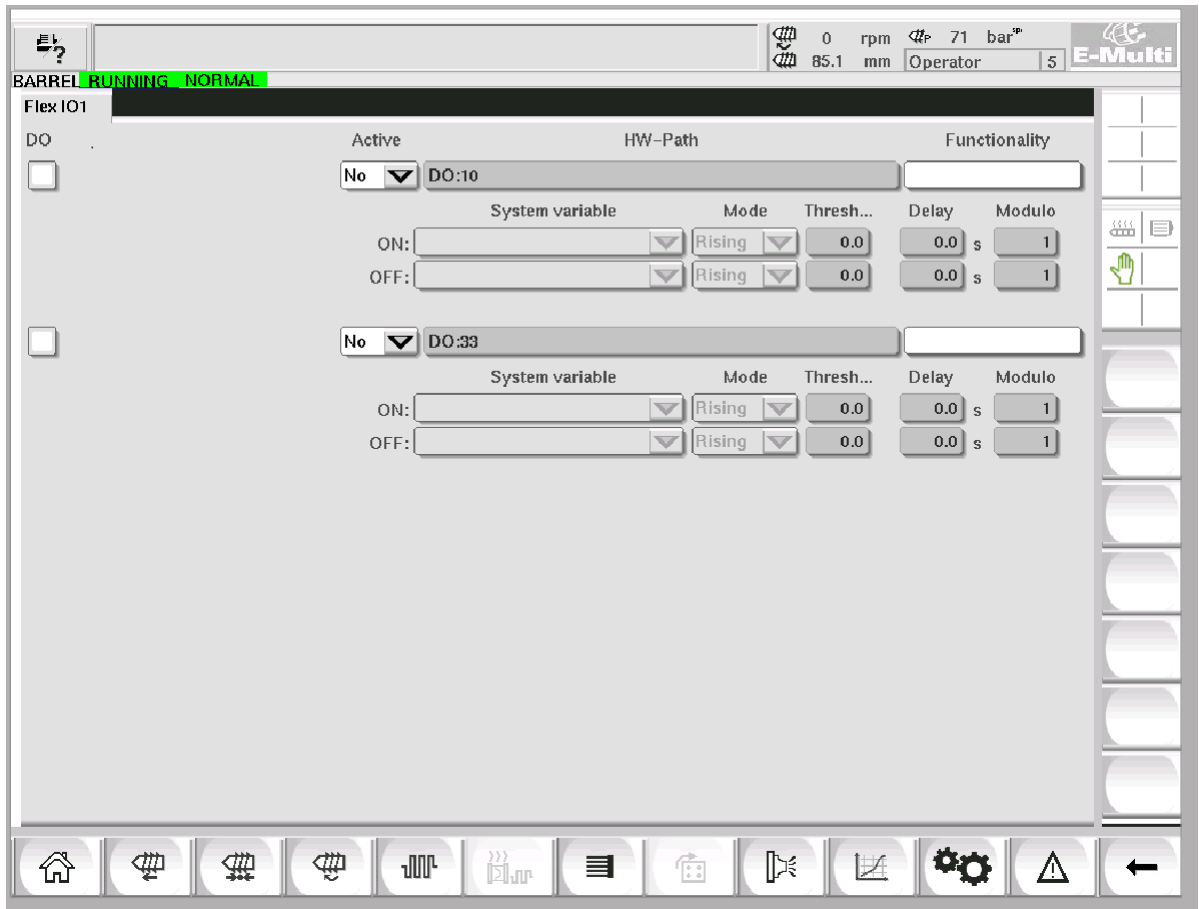 0 rpm 71 bar sp
85.1 mm Operator 5 E-Multi
BARREL RUNNING NORMAL
Flex IO1
DO Active HW-Path Functionality
No DO:10
System variable Mode Thresh... Delay Modulo
ON: Rising 0.0 0.0 s 1
OFF: Rising 0.0 0.0 s 1
No DO:33
System variable Mode Thresh... Delay Modulo
ON: Rising 0.0 0.0 s 1
OFF: Rising 0.0 0.0 s 1